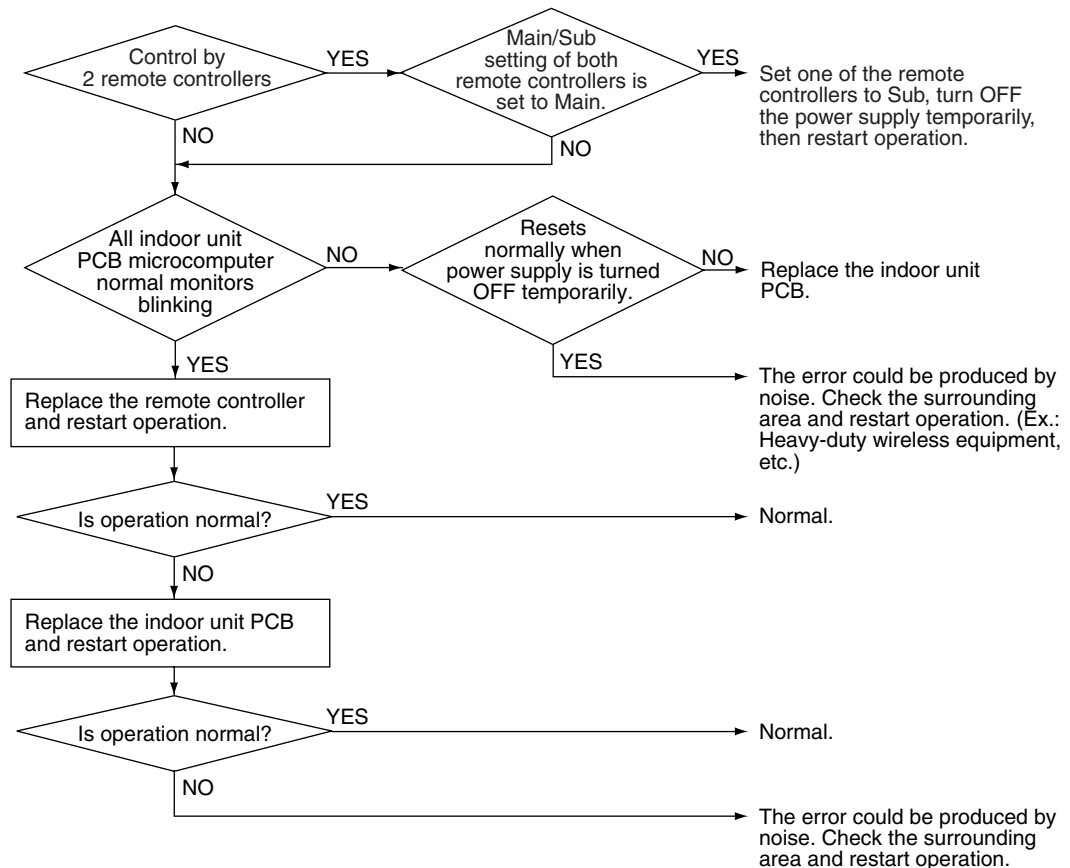 Control by
2 remote controllers
YES
Main/Sub
setting of both
remote controllers is
set to Main.
YES
Set one of the remote
controllers to Sub, turn OFF
the power supply temporarily,
then restart operation.
NO
NO
All indoor unit
PCB microcomputer
normal monitors
blinking
NO
Resets
normally when
power supply is turned
OFF temporarily.
NO
Replace the indoor unit
PCB.
YES
YES
The error could be produced by
noise. Check the surrounding
area and restart operation. (Ex.:
Heavy-duty wireless equipment,
etc.)
Replace the remote controller
and restart operation.
Is operation normal?
YES
Normal.
NO
Replace the indoor unit PCB
and restart operation.
Is operation normal?
YES
Normal.
NO
The error could be produced by
noise. Check the surrounding
area and restart operation.